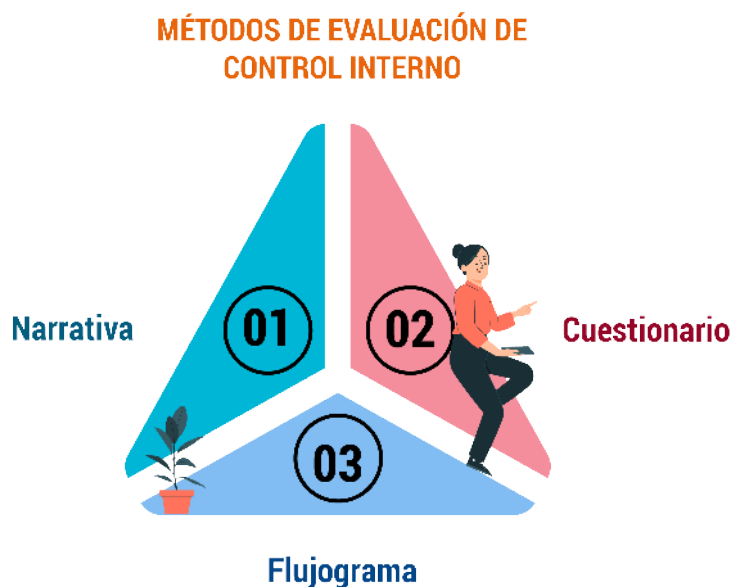 MÉTODOS DE EVALUACIÓN DE
CONTROL INTERNO
Narrativa
01
02
Cuestionario
03
Flujograma